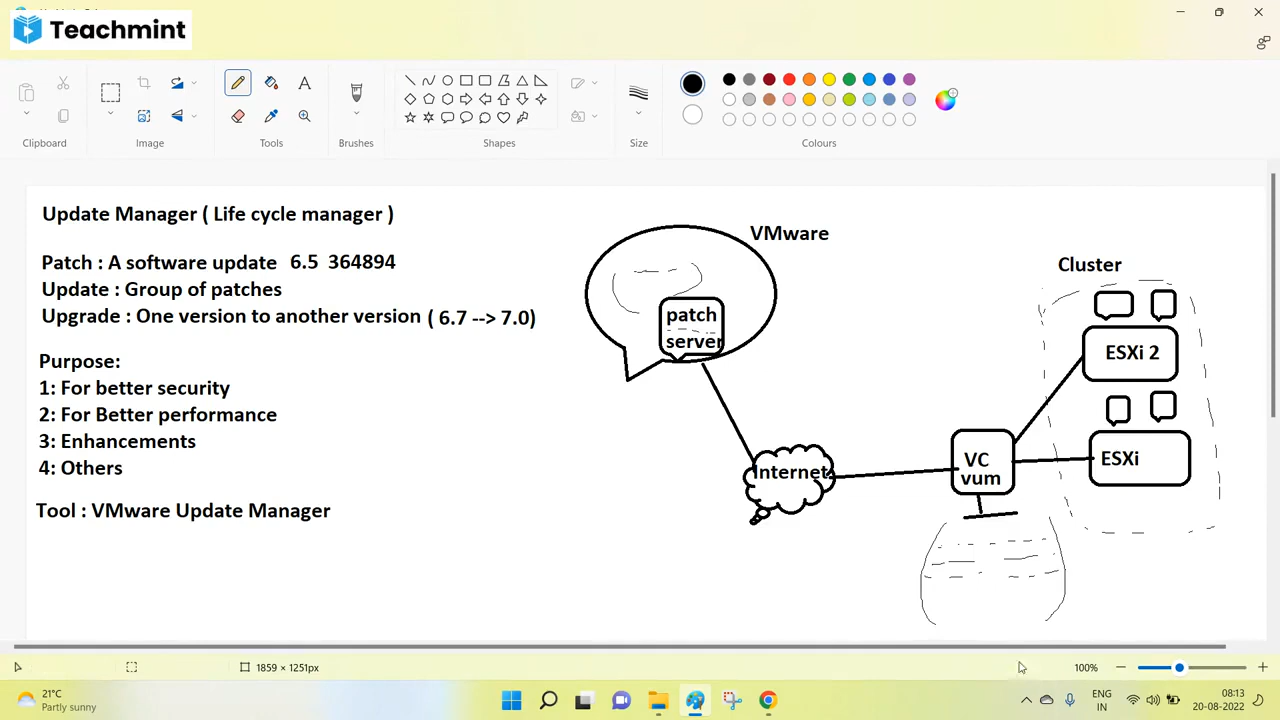 Teachmint
Clipboard
Image
Tools
Brushes
Shapes
Size
Colours
Update Manager ( Life cycle manager )
Patch : A software update 6.5 364894
Update : Group of patches
Upgrade : One version to another version ( 6.7 --> 7.0)
Purpose:
1: For better security
2: For Better performance
3: Enhancements
4: Others
Tool : VMware Update Manager
VMware
patch
server
Internet
VC
vum
Cluster
ESXi 2
ESXi
1859 × 1251px
100%
21°C
Partly sunny
ENG
IN
08:13
20-08-2022